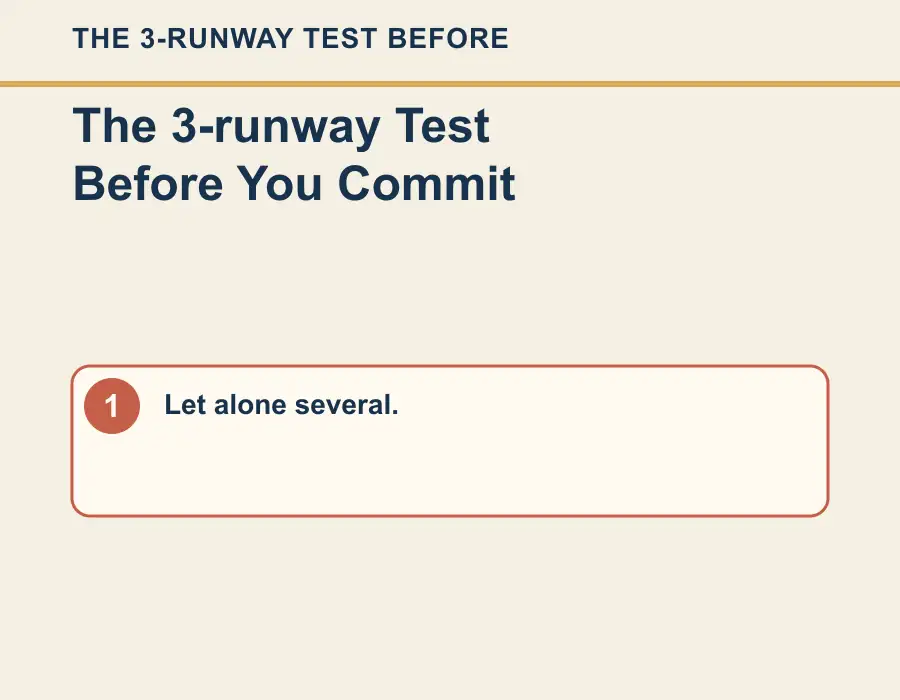 THE 3-RUNWAY TEST BEFORE
The 3-runway Test
Before You Commit
1 Let alone several.